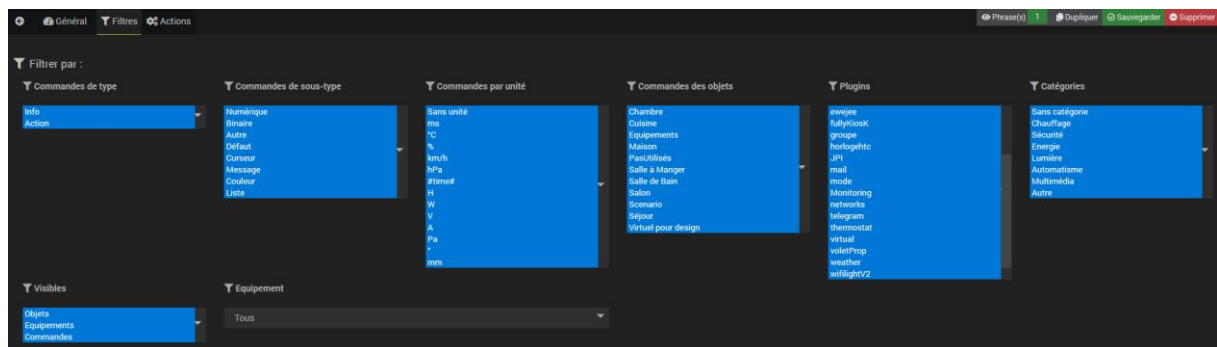 Général Filtres Actions Phrase(s) 1 Dupliquer Sauvegarder Supprimer
Filtrer par :
Commandes de type
Info
Action
Commandes de sous-type
Numérique
Binaire
Autre
Défaut
Curseur
Message
Couleur
Liste
Commandes par unité
Sans unité
ms
°C
%
km/h
hPa
#time#
H
W
V
A
Pa
°
mm
Commandes des objets
Chambre
Cuisine
Equipements
Maison
PasUtilisés
Salle à Manger
Salle de Bain
Salon
Scenario
Séjour
Virtuel pour design
Plugins
ewejee
fullyKiosK
groupe
horlogehtc
JPI
mail
mode
Monitoring
networks
telegram
thermostat
virtual
voletProp
weather
wifilightV2
Catégories
Sans catégorie
Chauffage
Sécurité
Energie
Lumière
Automatisme
Multimédia
Autre
Visibles
Objets
Equipements
Commandes
Equipement
Tous